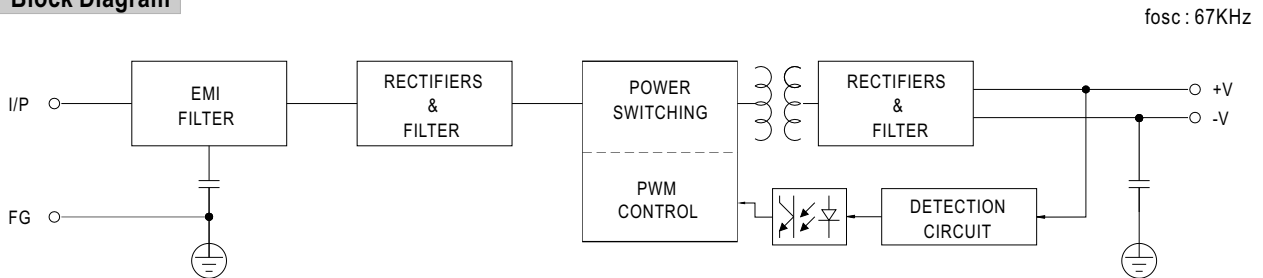 Block Diagram
fosc : 67KHz
I/P
EMI
FILTER
RECTIFIERS
&
FILTER
POWER
SWITCHING
RECTIFIERS
&
FILTER
+V
-V
PWM
CONTROL
DETECTION
CIRCUIT
FG